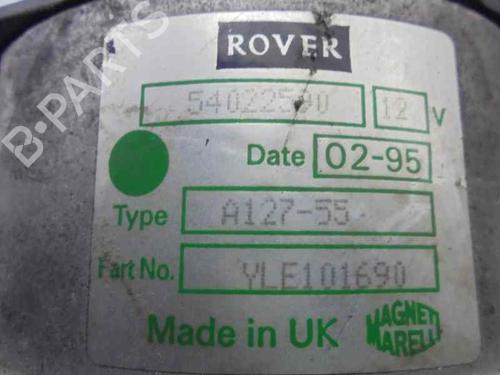 ROVER
54022590 12 V
Date 02-95
Type A127-55
Part No. YLE101690
Made in UK MAGNETI MARELLI
B-PARTS